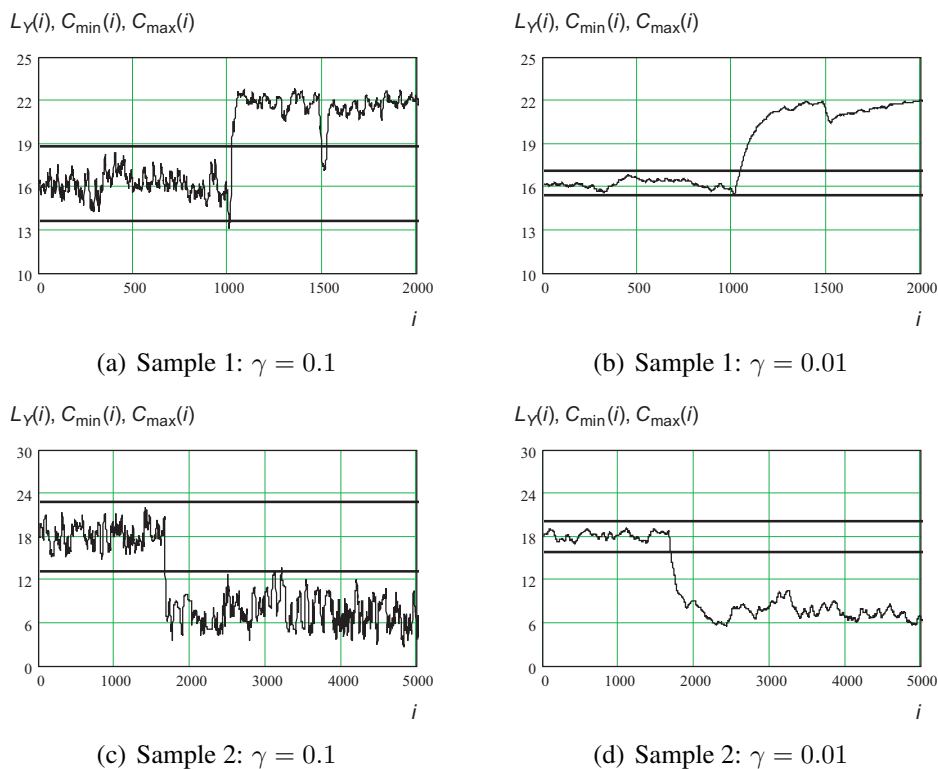 L_Y(i), C_min(i), C_max(i)
25
22
19
16
13
10
0 500 1000 1500 2000
i
(a) Sample 1: γ = 0.1
L_Y(i), C_min(i), C_max(i)
25
22
19
16
13
10
0 500 1000 1500 2000
i
(b) Sample 1: γ = 0.01
L_Y(i), C_min(i), C_max(i)
30
24
18
12
6
0
0 1000 2000 3000 4000 5000
i
(c) Sample 2: γ = 0.1
L_Y(i), C_min(i), C_max(i)
30
24
18
12
6
0
0 1000 2000 3000 4000 5000
i
(d) Sample 2: γ = 0.01